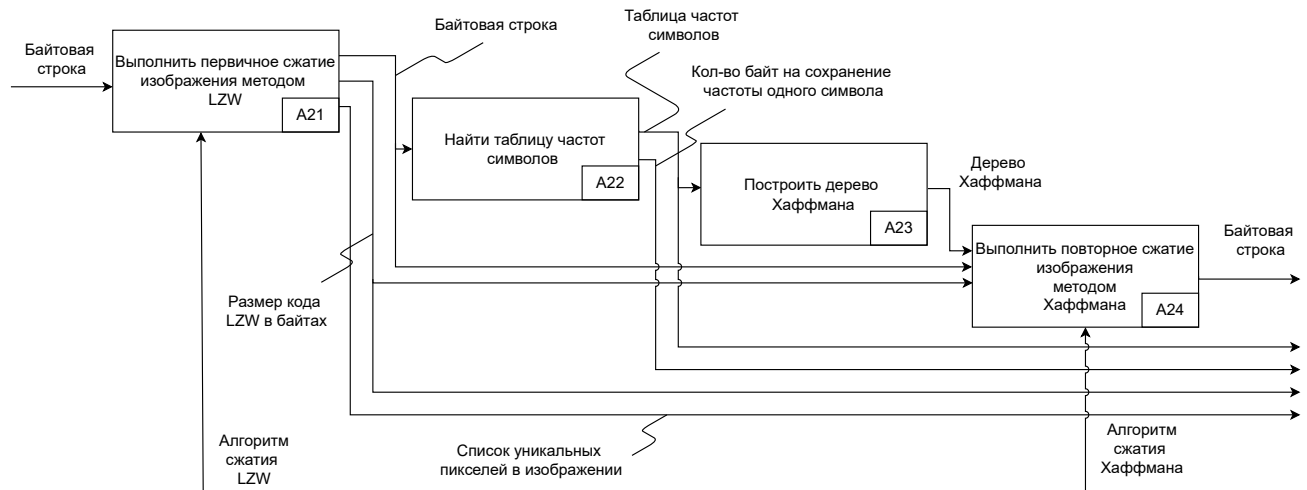 Байтовая
строка
Выполнить первичное сжатие
изображения методом
LZW
A21
Байтовая строка
Таблица частот
символов
Кол-во байт на сохранение
частоты одного символа
Найти таблицу частот
символов
A22
Построить дерево
Хаффмана
A23
Дерево
Хаффмана
Выполнить повторное сжатие
изображения
методом
Хаффмана
A24
Байтовая
строка
Размер кода
LZW в байтах
Алгоритм
сжатия
LZW
Список уникальных
пикселей в изображении
Алгоритм
сжатия
Хаффмана